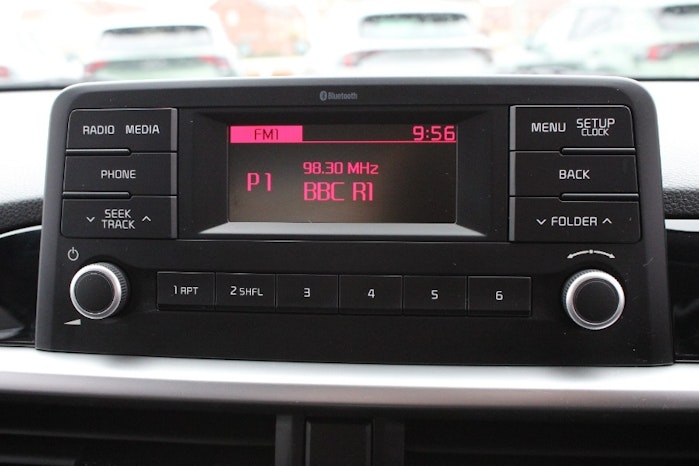 Bluetooth
RADIO MEDIA
PHONE
SEEK
TRACK
FM1 9:56
98.30 MHz
P1
BBC R1
MENU SETUP
CLOCK
BACK
FOLDER
1 RPT
2 SHFL
3
4
5
6